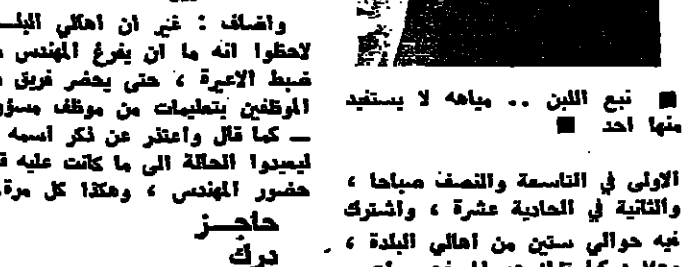 ■ نبع اللبن .. مياهه لا يستفيد
منها احد ■
الاولى في التاسعة والنصف صباحا ،
والثانية في الحادية عشرة ، واشترك
فيه حوالي ستين من اهالي البلدة ،
واضاف : غير ان اهالي البلـ
لاحظوا انه ما ان يفرغ المهندس
ضبط الاعيرة ، حتى يحضر فريق
الموظفين بتعليمات من موظف مسؤو
— كما قال واعتذر عن ذكر اسمه
ليعيدوا الحالة الى ما كانت عليه قـ
حضور المهندس ، وهكذا كل مرة.
حاجـــز
درك